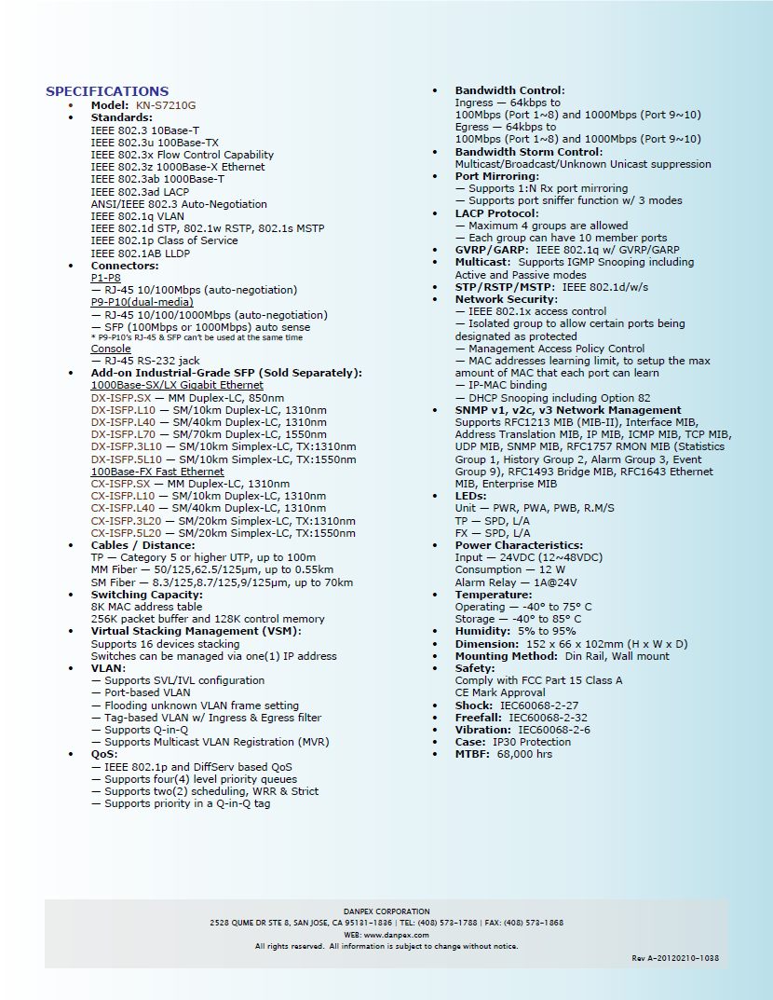 SPECIFICATIONS
• Model: KN-S7210G
• Standards:
IEEE 802.3 10Base-T
IEEE 802.3u 100Base-TX
IEEE 802.3x Flow Control Capability
IEEE 802.3z 1000Base-X Ethernet
IEEE 802.3ab 1000Base-T
IEEE 802.3ad LACP
ANSI/IEEE 802.3 Auto-Negotiation
IEEE 802.1q VLAN
IEEE 802.1d STP, 802.1w RSTP, 802.1s MSTP
IEEE 802.1p Class of Service
IEEE 802.1AB LLDP
• Connectors:
P1-P8
— RJ-45 10/100Mbps (auto-negotiation)
P9-P10(dual-media)
— RJ-45 10/100/1000Mbps (auto-negotiation)
— SFP (100Mbps or 1000Mbps) auto sense
* P9-P10's RJ-45 & SFP can't be used at the same time
Console
— RJ-45 RS-232 jack
• Add-on Industrial-Grade SFP (Sold Separately):
1000Base-SX/LX Gigabit Ethernet
DX-ISFP.SX — MM Duplex-LC, 850nm
DX-ISFP.L10 — SM/10km Duplex-LC, 1310nm
DX-ISFP.L40 — SM/40km Duplex-LC, 1310nm
DX-ISFP.L70 — SM/70km Duplex-LC, 1550nm
DX-ISFP.3L10 — SM/10km Simplex-LC, TX:1310nm
DX-ISFP.5L10 — SM/10km Simplex-LC, TX:1550nm
100Base-FX Fast Ethernet
CX-ISFP.SX — MM Duplex-LC, 1310nm
CX-ISFP.L10 — SM/10km Duplex-LC, 1310nm
CX-ISFP.L40 — SM/40km Duplex-LC, 1310nm
CX-ISFP.3L20 — SM/20km Simplex-LC, TX:1310nm
CX-ISFP.5L20 — SM/20km Simplex-LC, TX:1550nm
• Cables / Distance:
TP — Category 5 or higher UTP, up to 100m
MM Fiber — 50/125,62.5/125µm, up to 0.55km
SM Fiber — 8.3/125,8.7/125,9/125µm, up to 70km
• Switching Capacity:
8K MAC address table
256K packet buffer and 128K control memory
• Virtual Stacking Management (VSM):
Supports 16 devices stacking
Switches can be managed via one(1) IP address
• VLAN:
— Supports SVL/IVL configuration
— Port-based VLAN
— Flooding unknown VLAN frame setting
— Tag-based VLAN w/ Ingress & Egress filter
— Supports Q-in-Q
— Supports Multicast VLAN Registration (MVR)
• QoS:
— IEEE 802.1p and DiffServ based QoS
— Supports four(4) level priority queues
— Supports two(2) scheduling, WRR & Strict
— Supports priority in a Q-in-Q tag
• Bandwidth Control:
Ingress — 64kbps to
100Mbps (Port 1~8) and 1000Mbps (Port 9~10)
Egress — 64kbps to
100Mbps (Port 1~8) and 1000Mbps (Port 9~10)
• Bandwidth Storm Control:
Multicast/Broadcast/Unknown Unicast suppression
• Port Mirroring:
— Supports 1:N Rx port mirroring
— Supports port sniffer function w/ 3 modes
• LACP Protocol:
— Maximum 4 groups are allowed
— Each group can have 10 member ports
• GVRP/GARP: IEEE 802.1q w/ GVRP/GARP
• Multicast: Supports IGMP Snooping including
Active and Passive modes
• STP/RSTP/MSTP: IEEE 802.1d/w/s
• Network Security:
— IEEE 802.1x access control
— Isolated group to allow certain ports being
designated as protected
— Management Access Policy Control
— MAC addresses learning limit, to setup the max
amount of MAC that each port can learn
— IP-MAC binding
— DHCP Snooping including Option 82
• SNMP v1, v2c, v3 Network Management
Supports RFC1213 MIB (MIB-II), Interface MIB,
Address Translation MIB, IP MIB, ICMP MIB, TCP MIB,
UDP MIB, SNMP MIB, RFC1757 RMON MIB (Statistics
Group 1, History Group 2, Alarm Group 3, Event
Group 9), RFC1493 Bridge MIB, RFC1643 Ethernet
MIB, Enterprise MIB
• LEDs:
Unit — PWR, PWA, PWB, R.M/S
TP — SPD, L/A
FX — SPD, L/A
• Power Characteristics:
Input — 24VDC (12~48VDC)
Consumption — 12 W
Alarm Relay — 1A@24V
• Temperature:
Operating — -40° to 75° C
Storage — -40° to 85° C
• Humidity: 5% to 95%
• Dimension: 152 x 66 x 102mm (H x W x D)
• Mounting Method: Din Rail, Wall mount
• Safety:
Comply with FCC Part 15 Class A
CE Mark Approval
• Shock: IEC60068-2-27
• Freefall: IEC60068-2-32
• Vibration: IEC60068-2-6
• Case: IP30 Protection
• MTBF: 68,000 hrs
DANPEX CORPORATION
2528 QUME DR STE 8, SAN JOSE, CA 95131-1836 | TEL: (408) 573-1788 | FAX: (408) 573-1868
WEB: www.danpex.com
All rights reserved. All information is subject to change without notice.
Rev A-20120210-1038